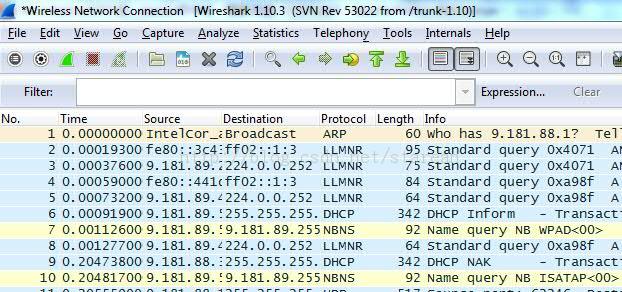 *Wireless Network Connection [Wireshark 1.10.3 (SVN Rev 53022 from /trunk-1.10)]
File Edit View Go Capture Analyze Statistics Telephony Tools Internals Help
Filter: Expression... Clear
No. Time Source Destination Protocol Length Info
1 0.00000000 IntelCor_ Broadcast ARP 60 Who has 9.181.88.1? Tell
2 0.00019300 fe80::3c4 ff02::1:3 LLMNR 95 Standard query 0x4071 AN
3 0.00037600 9.181.89. 224.0.0.252 LLMNR 75 Standard query 0x4071 AN
4 0.00059000 fe80::441 ff02::1:3 LLMNR 84 Standard query 0xa98f A
5 0.00073200 9.181.89. 224.0.0.252 LLMNR 64 Standard query 0xa98f A
6 0.00091900 9.181.89. 255.255.255. DHCP 342 DHCP Inform - Transacti
7 0.00112600 9.181.89. 9.181.89.255 NBNS 92 Name query NB WPAD<00>
8 0.00127700 9.181.89. 224.0.0.252 LLMNR 64 Standard query 0xa98f A
9 0.20473800 9.181.88. 255.255.255. DHCP 342 DHCP NAK - Transacti
10 0.20481700 9.181.89. 9.181.89.255 NBNS 92 Name query NB ISATAP<00>